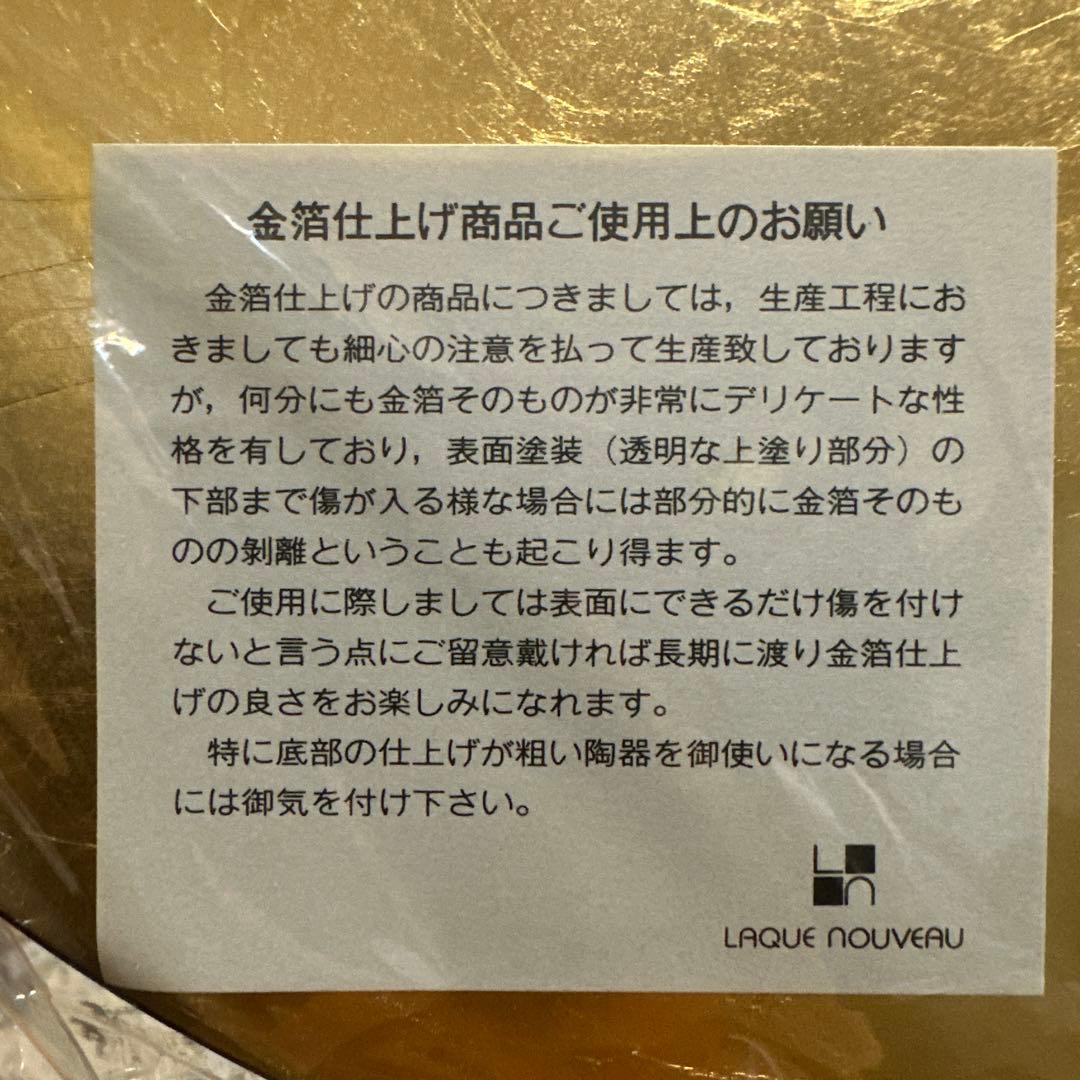 金箔仕上げ商品ご使用上のお願い
　金箔仕上げの商品につきましては，生産工程にお
きましても細心の注意を払って生産致しております
が，何分にも金箔そのものが非常にデリケートな性
格を有しており，表面塗装（透明な上塗り部分）の
下部まで傷が入る様な場合には部分的に金箔そのも
のの剝離ということも起こり得ます。
　ご使用に際しましては表面にできるだけ傷を付け
ないと言う点にご留意戴ければ長期に渡り金箔仕上
げの良さをお楽しみになれます。
　特に底部の仕上げが粗い陶器を御使いになる場合
には御気を付け下さい。
Ln
LAQUE NOUVEAU